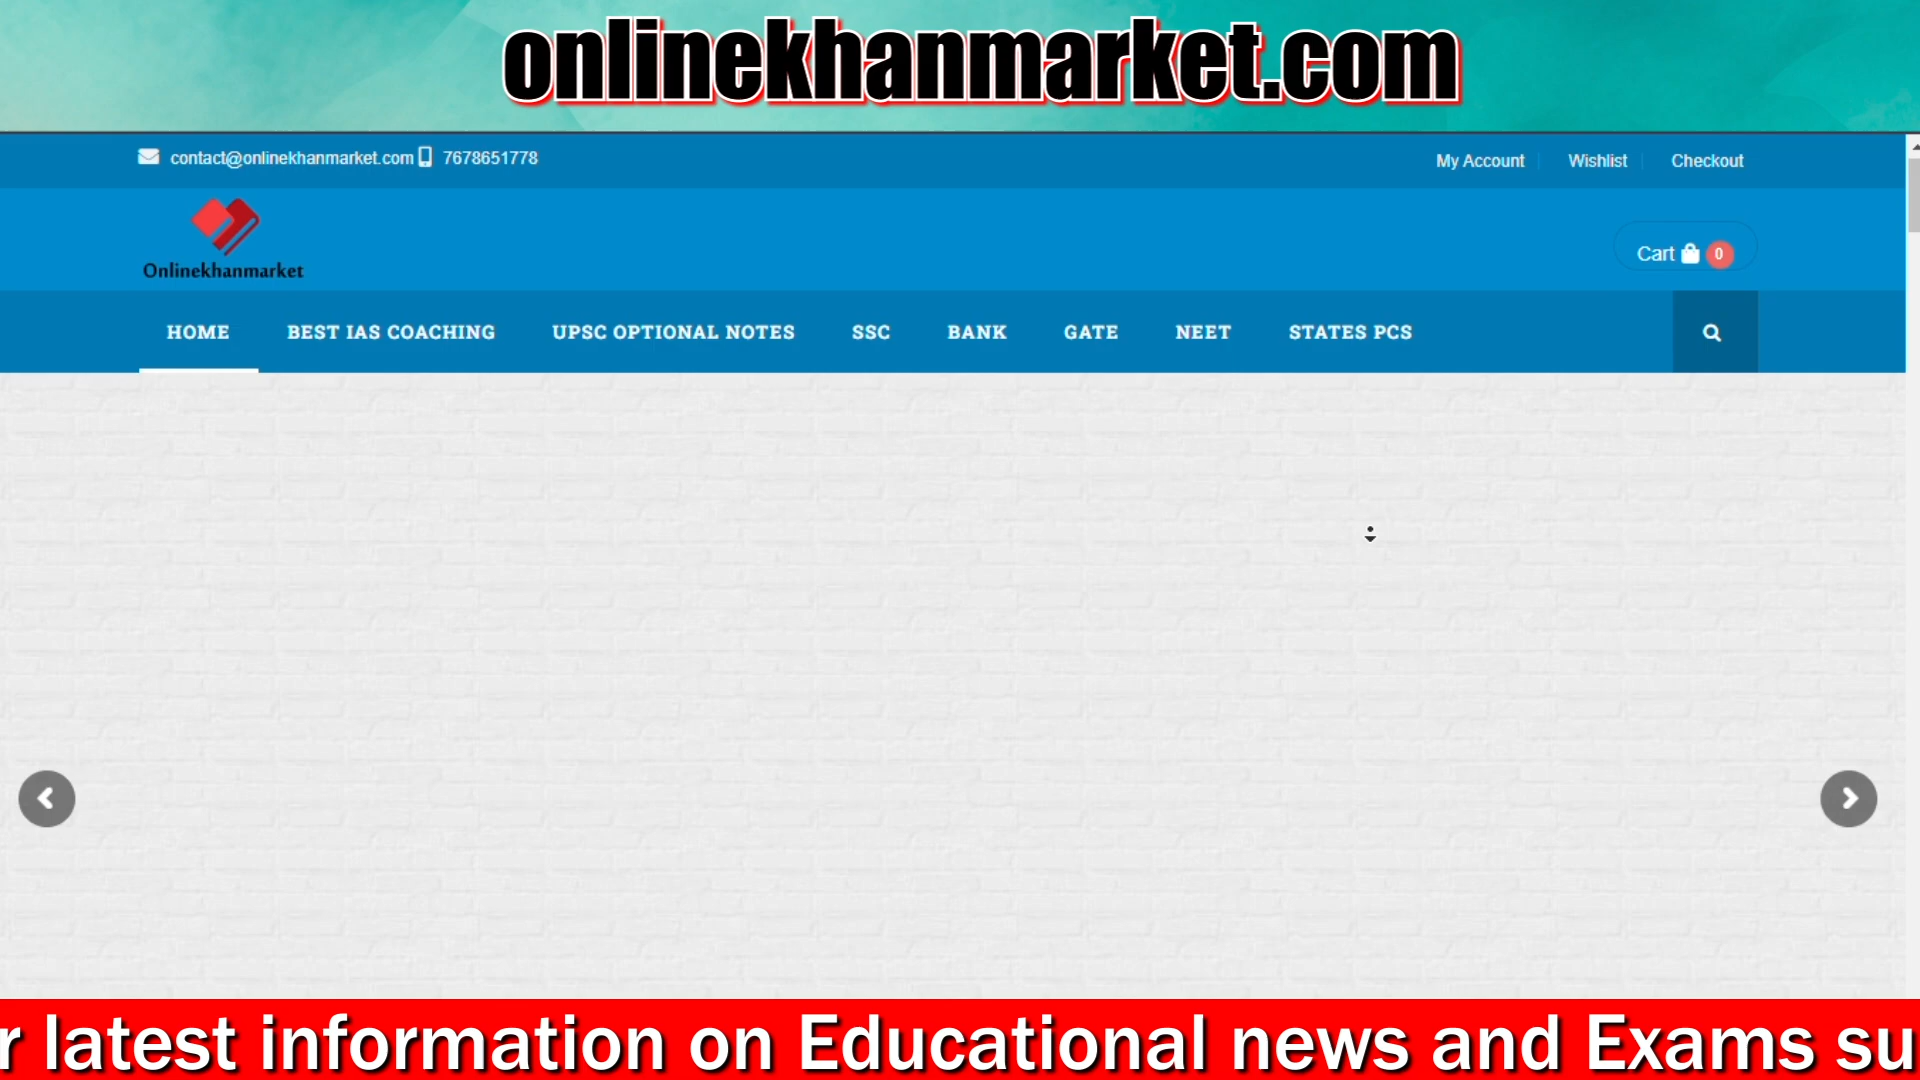 onlinekhanmarket.com
contact@onlinekhanmarket.com 7678651778
My Account Wishlist Checkout
Onlinekhanmarket
Cart 0
HOME BEST IAS COACHING UPSC OPTIONAL NOTES SSC BANK GATE NEET STATES PCS
r latest information on Educational news and Exams su